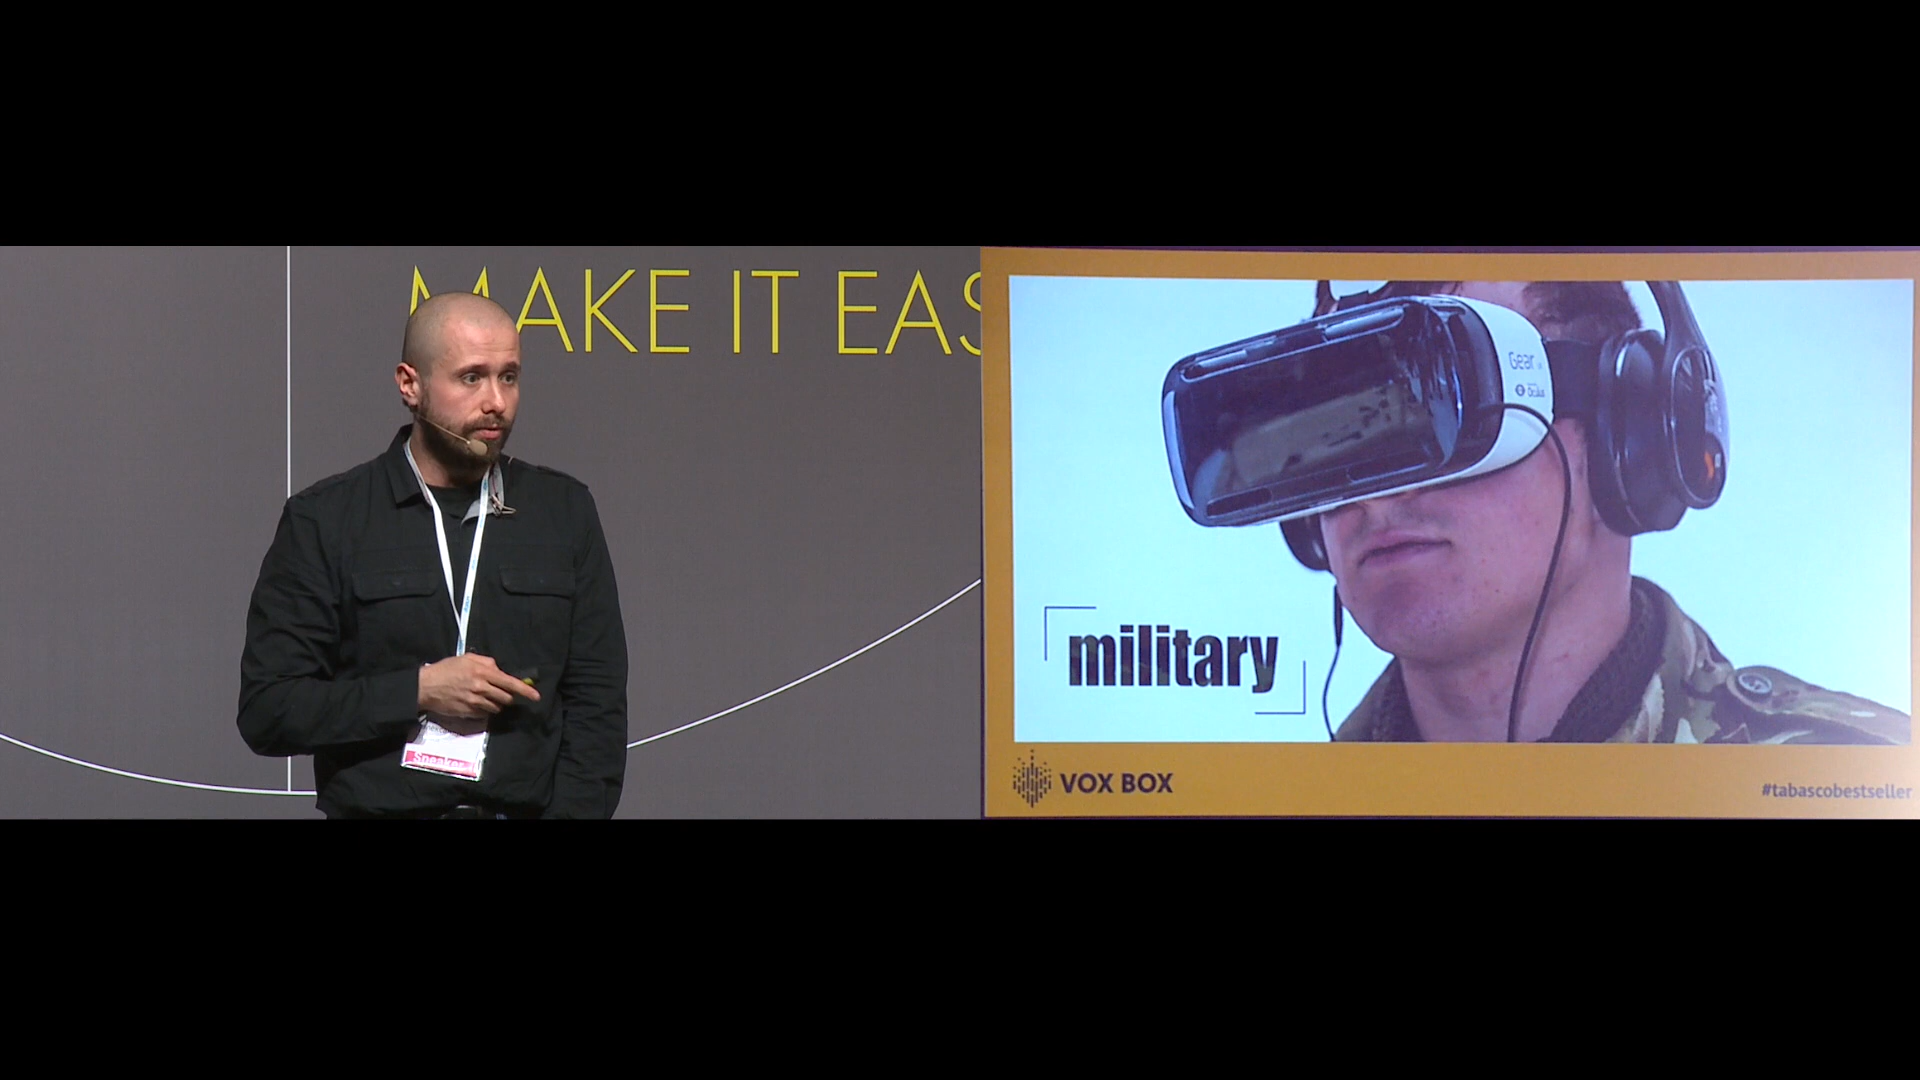 MAKE IT EAS
Speaker
Gear
Oculus
military
VOX BOX
#tabascobestseller